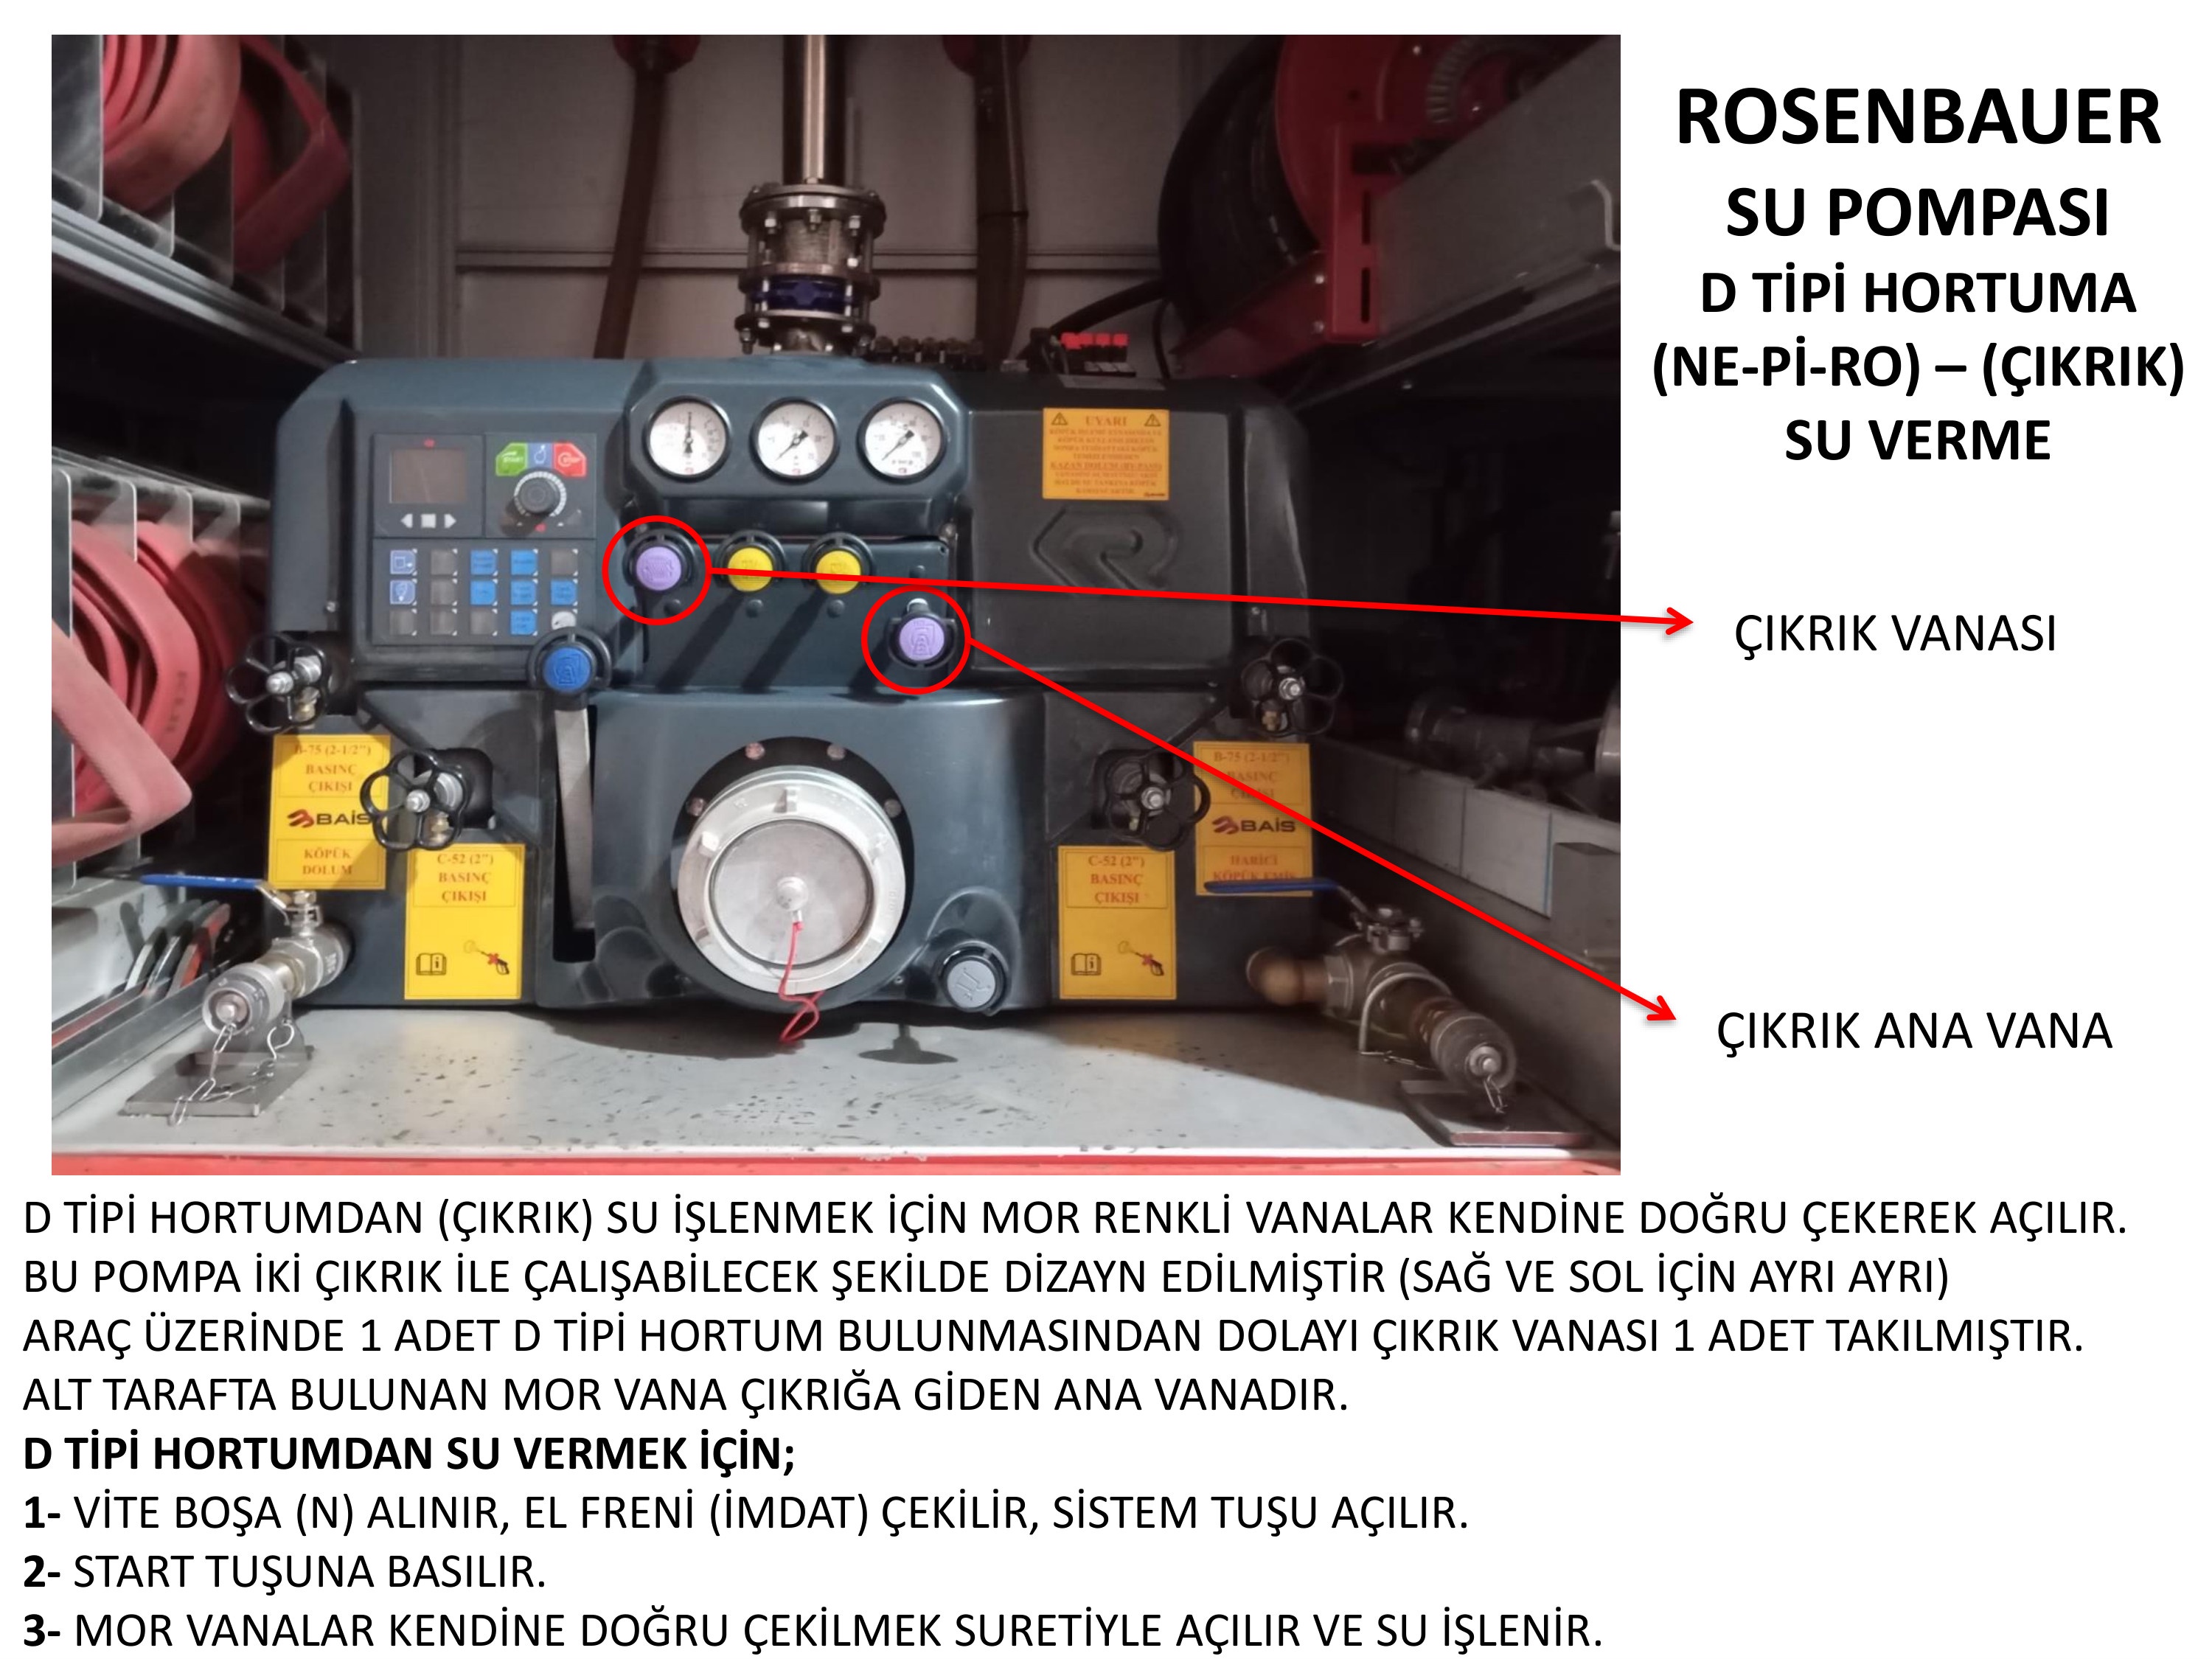 ROSENBAUER
SU POMPASI
D TİPİ HORTUMA
(NE-Pİ-RO) – (ÇIKRIK)
SU VERME
UYARI
START
STOP
ÇIKRIK VANASI
B-75 (2-1/2")
BASINÇ
ÇIKIŞI
BAİS
KÖPÜK
DOLUM
C-52 (2")
BASINÇ
ÇIKIŞI
C-52 (2")
BASINÇ
ÇIKIŞI
B-75 (2-1/2")
BASINÇ
ÇIKIŞI
BAİS
HARİCİ
KÖPÜK EMİŞ
ÇIKRIK ANA VANA
D TİPİ HORTUMDAN (ÇIKRIK) SU İŞLENMEK İÇİN MOR RENKLİ VANALAR KENDİNE DOĞRU ÇEKEREK AÇILIR.
BU POMPA İKİ ÇIKRIK İLE ÇALIŞABİLECEK ŞEKİLDE DİZAYN EDİLMİŞTİR (SAĞ VE SOL İÇİN AYRI AYRI)
ARAÇ ÜZERİNDE 1 ADET D TİPİ HORTUM BULUNMASINDAN DOLAYI ÇIKRIK VANASI 1 ADET TAKILMIŞTIR.
ALT TARAFTA BULUNAN MOR VANA ÇIKRIĞA GİDEN ANA VANADIR.
D TİPİ HORTUMDAN SU VERMEK İÇİN;
1- VİTE BOŞA (N) ALINIR, EL FRENİ (İMDAT) ÇEKİLİR, SİSTEM TUŞU AÇILIR.
2- START TUŞUNA BASILIR.
3- MOR VANALAR KENDİNE DOĞRU ÇEKİLMEK SURETİYLE AÇILIR VE SU İŞLENİR.